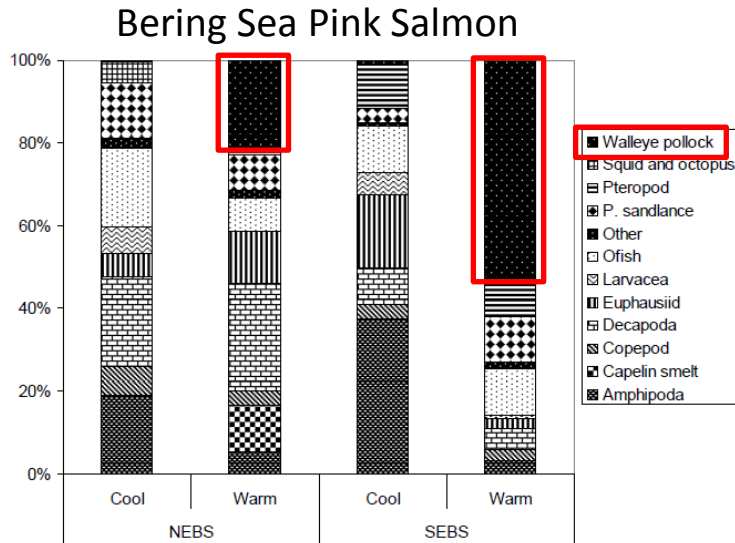 Bering Sea Pink Salmon
100%
80%
60%
40%
20%
0%
Cool Warm Cool Warm
NEBS SEBS
Walleye pollock
Squid and octopus
Pteropod
P. sandlance
Other
Ofish
Larvacea
Euphausiid
Decapoda
Copepod
Capelin smelt
Amphipoda